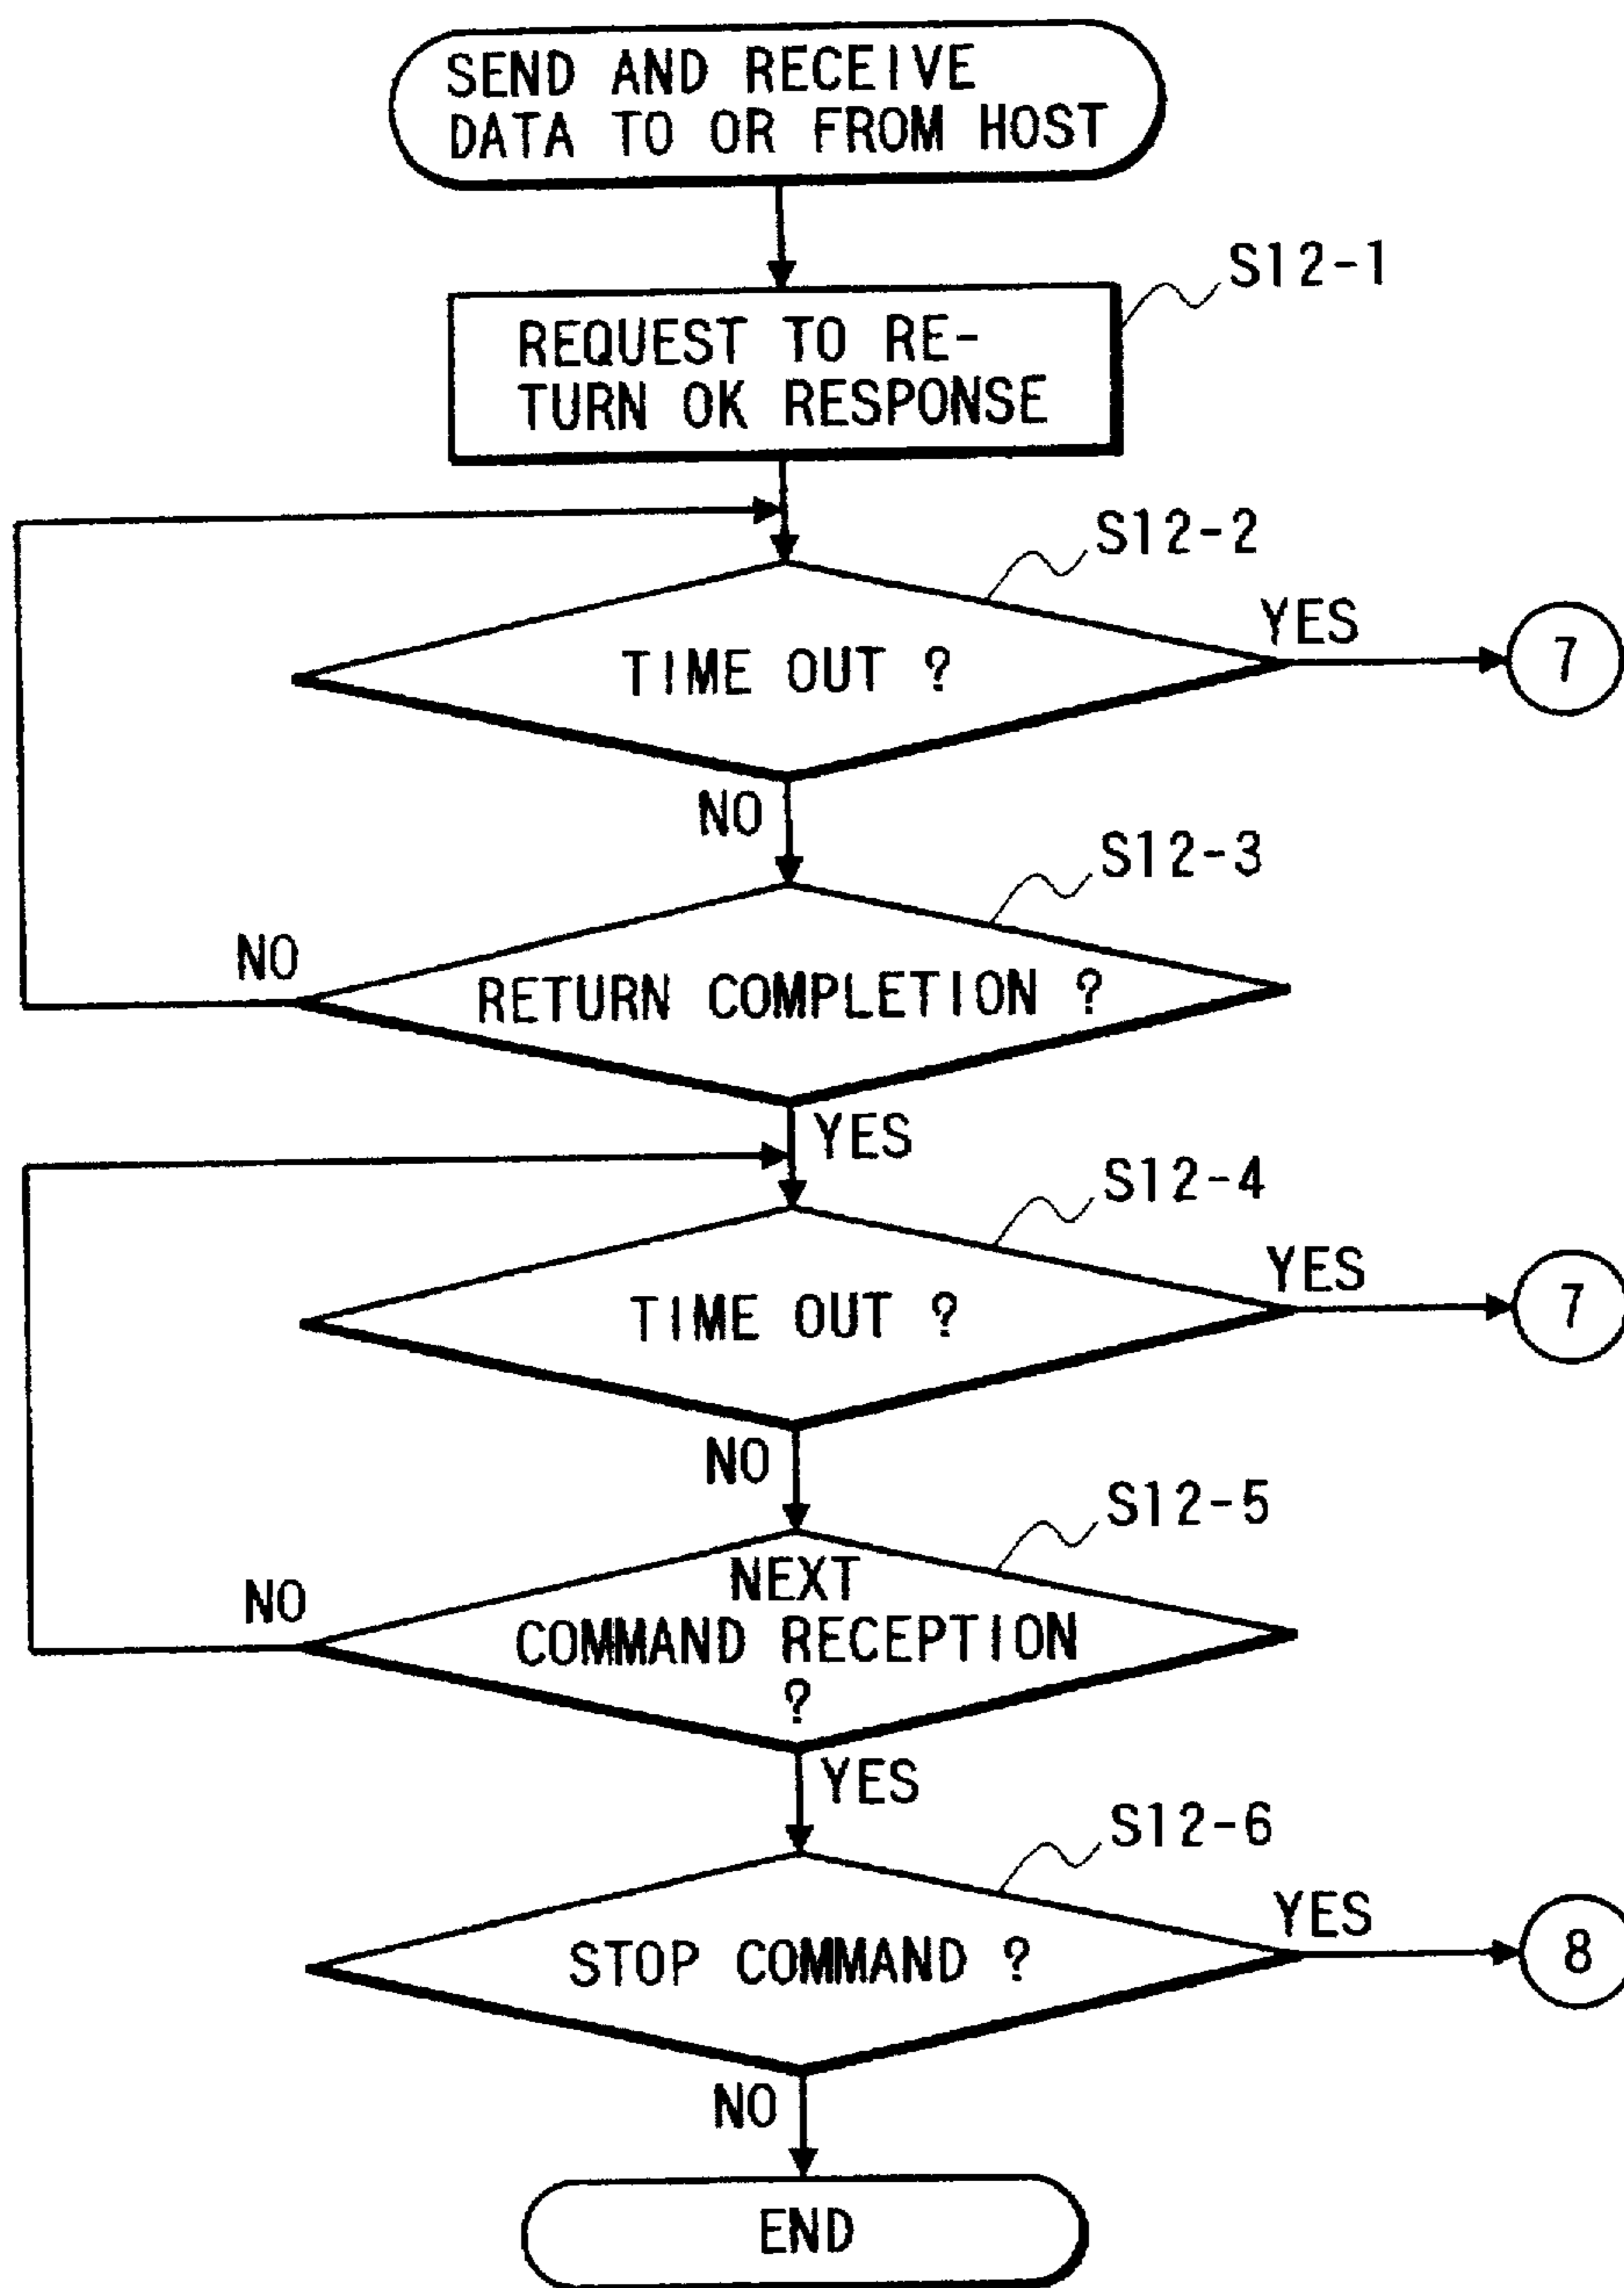 SEND AND RECEIVE
DATA TO OR FROM HOST
S12-1
REQUEST TO RE-
TURN OK RESPONSE
S12-2
TIME OUT ?
YES
7
NO
S12-3
NO
RETURN COMPLETION ?
YES
S12-4
TIME OUT ?
YES
7
NO
S12-5
NO
NEXT
COMMAND RECEPTION
?
YES
S12-6
STOP COMMAND ?
YES
8
NO
END